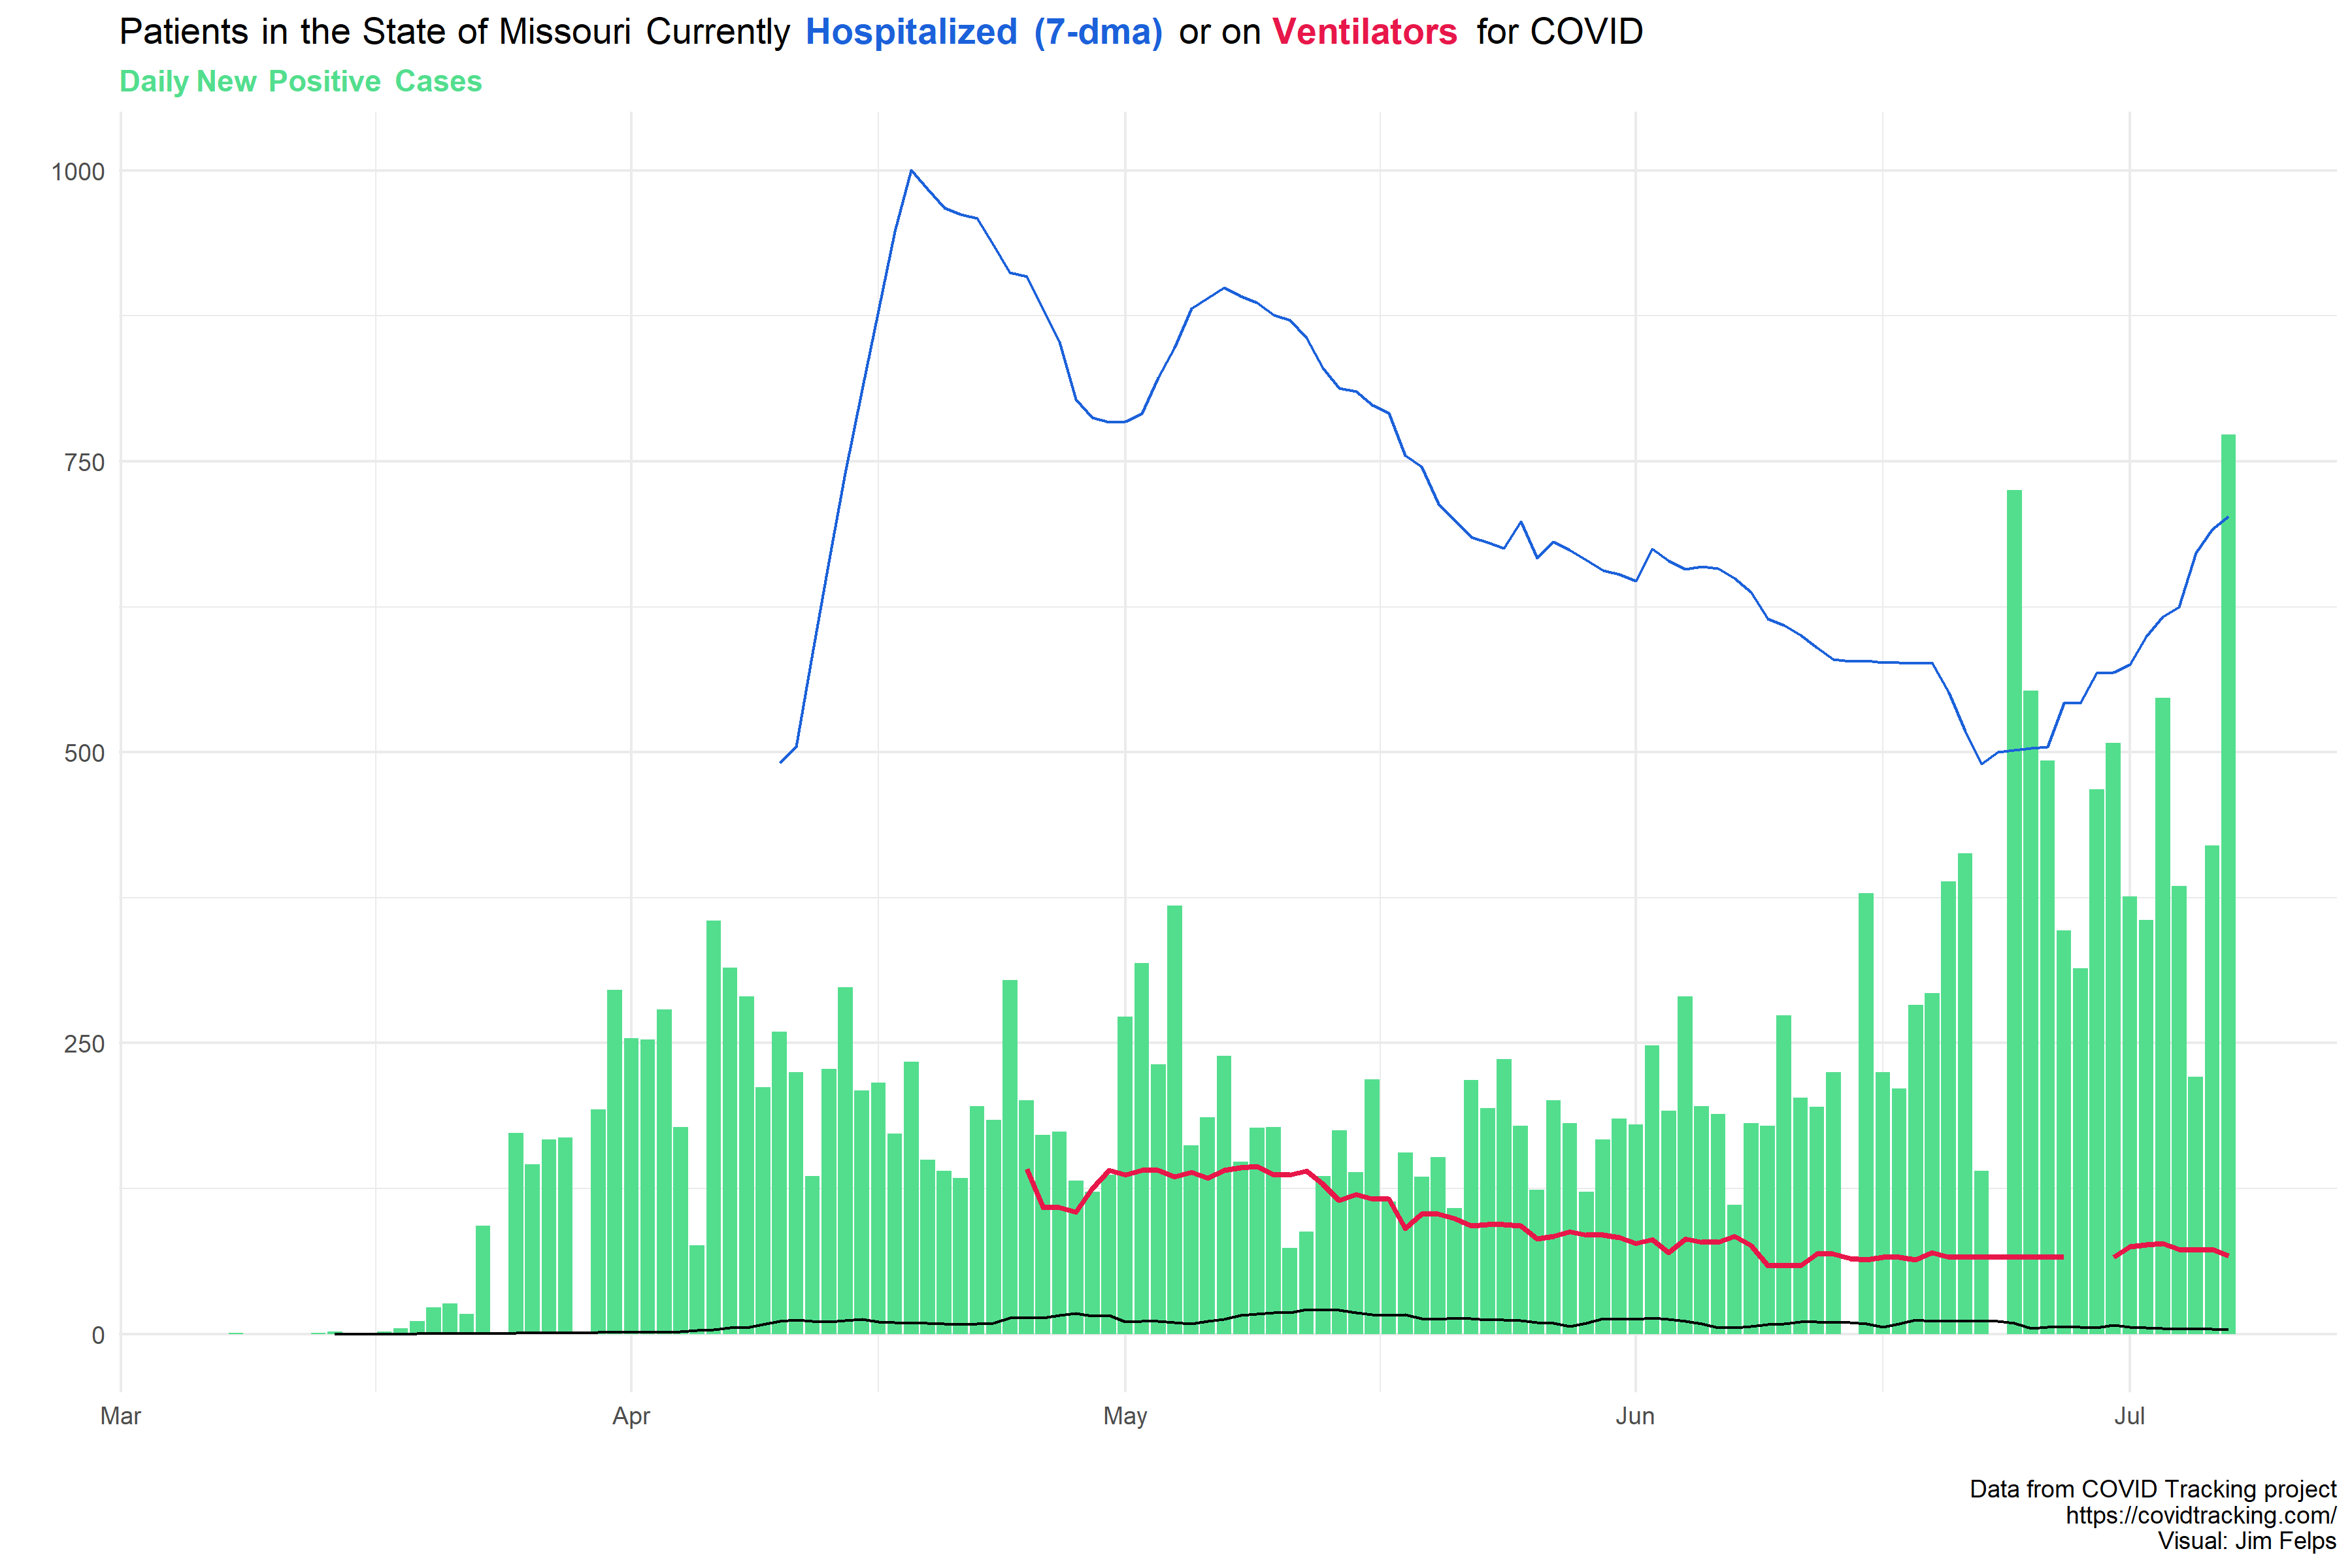 Patients in the State of Missouri Currently Hospitalized (7-dma) or on Ventilators for COVID
Daily New Positive Cases
1000
750
500
250
0
Mar Apr May Jun Jul
Data from COVID Tracking project
https://covidtracking.com/
Visual: Jim Felps